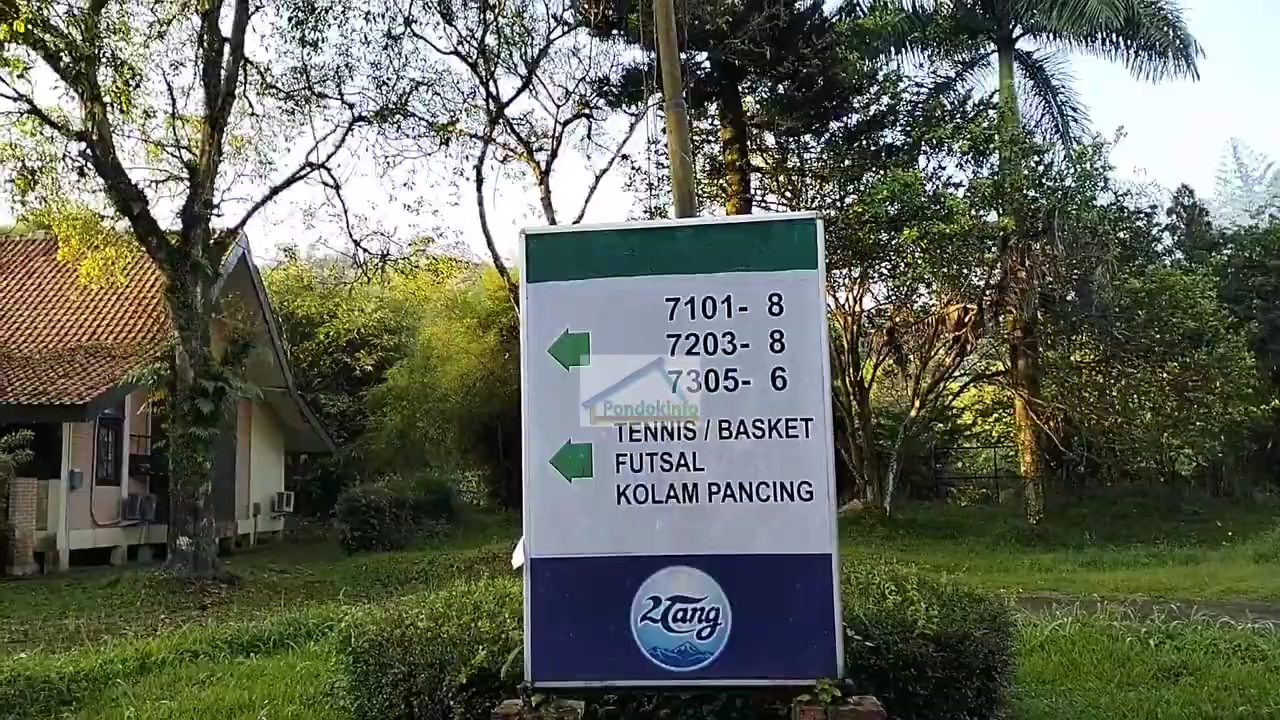 7101- 8
7203- 8
7305- 6
PondokInfo
TENNIS / BASKET
FUTSAL
KOLAM PANCING
2Tang